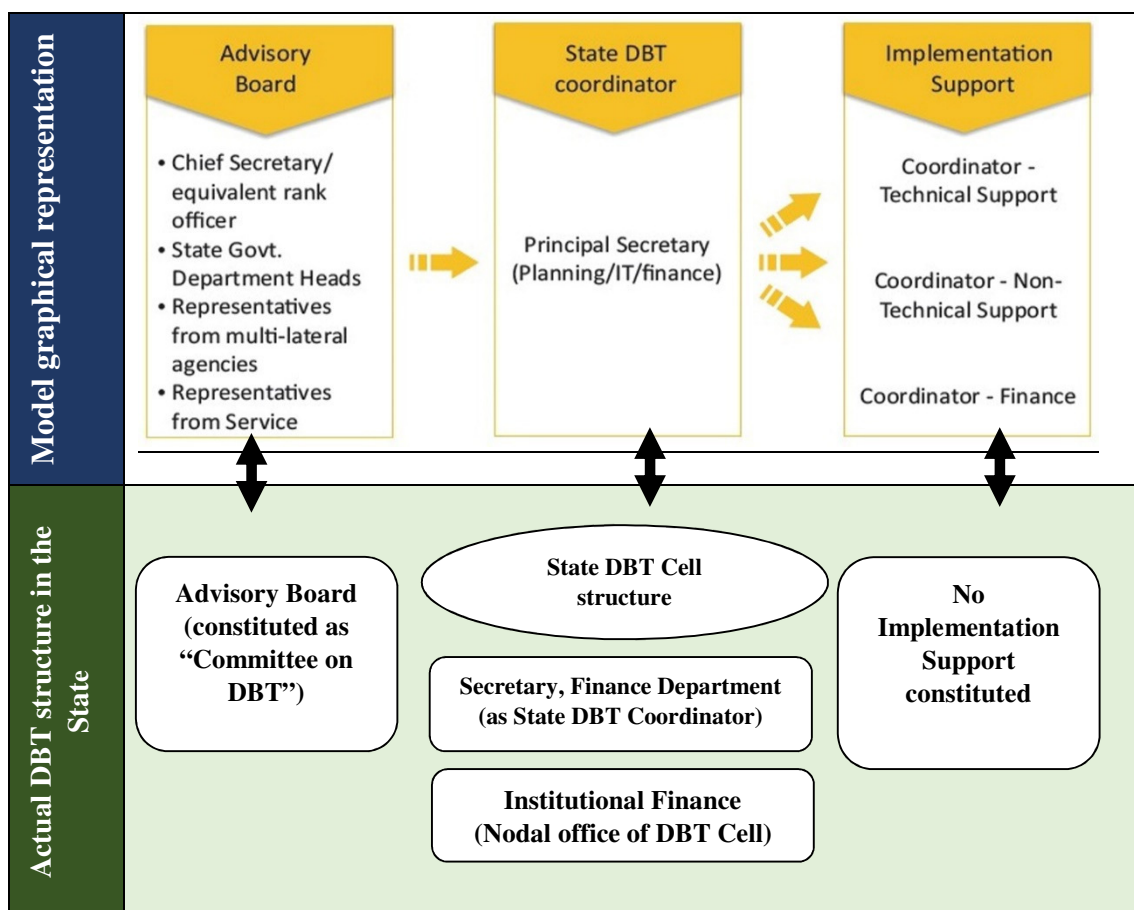 Model graphical representation
Advisory
Board
• Chief Secretary/
equivalent rank
officer
• State Govt.
Department Heads
• Representatives
from multi-lateral
agencies
• Representatives
from Service
State DBT
coordinator
Principal Secretary
(Planning/IT/finance)
Implementation
Support
Coordinator -
Technical Support
Coordinator - Non-
Technical Support
Coordinator - Finance
Actual DBT structure in the
State
Advisory Board
(constituted as
“Committee on
DBT”)
State DBT Cell
structure
Secretary, Finance Department
(as State DBT Coordinator)
Institutional Finance
(Nodal office of DBT Cell)
No
Implementation
Support
constituted